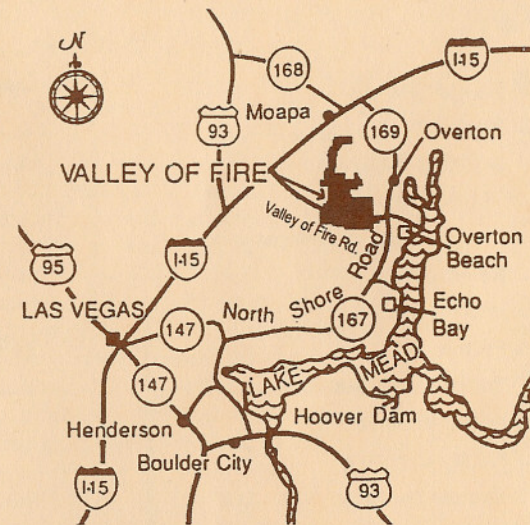 N
168
I-15
93
Moapa
169
Overton
VALLEY OF FIRE
Valley of Fire Rd.
Road
Overton
Beach
95
I-15
LAS VEGAS
147
North Shore
167
Echo
Bay
147
LAKE MEAD
Hoover Dam
Henderson
Boulder City
I-15
93